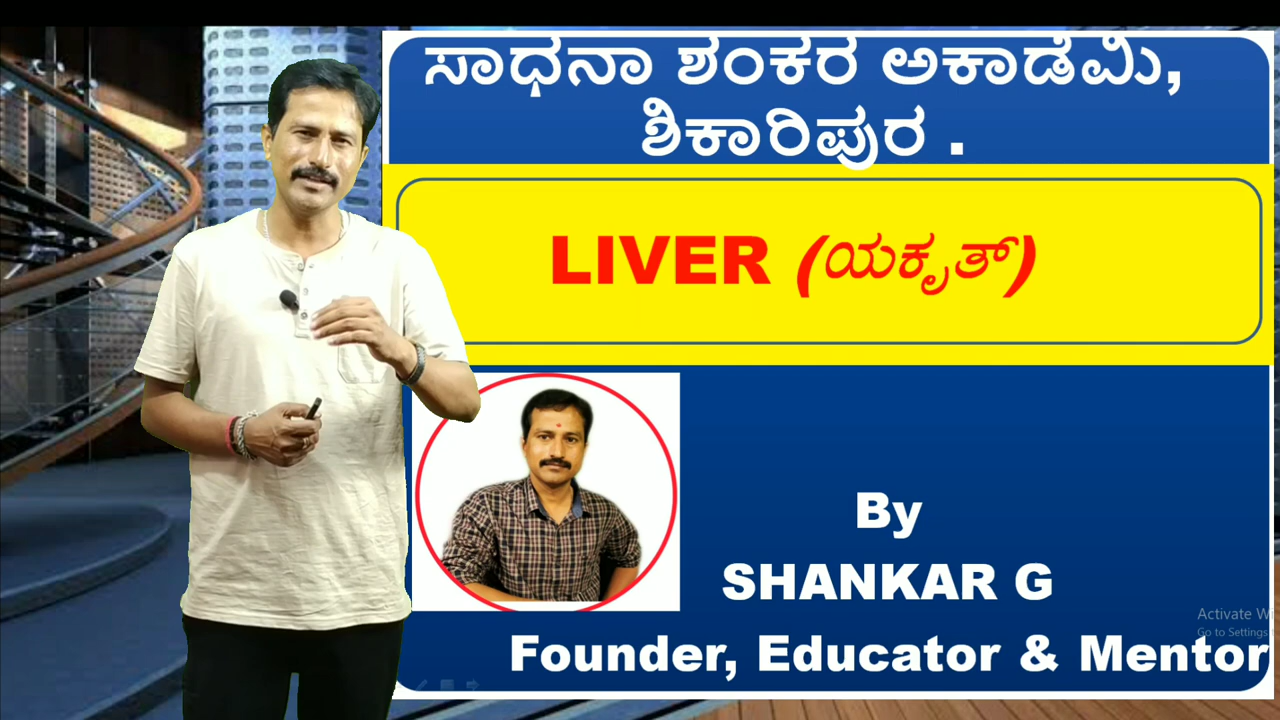 ಸಾಧನಾ ಶಂಕರ ಅಕಾಡೆಮಿ,
ಶಿಕಾರಿಪುರ .
LIVER (ಯಕೃತ್)
By
SHANKAR G
Founder, Educator & Mentor
Activate W
Go to Settings